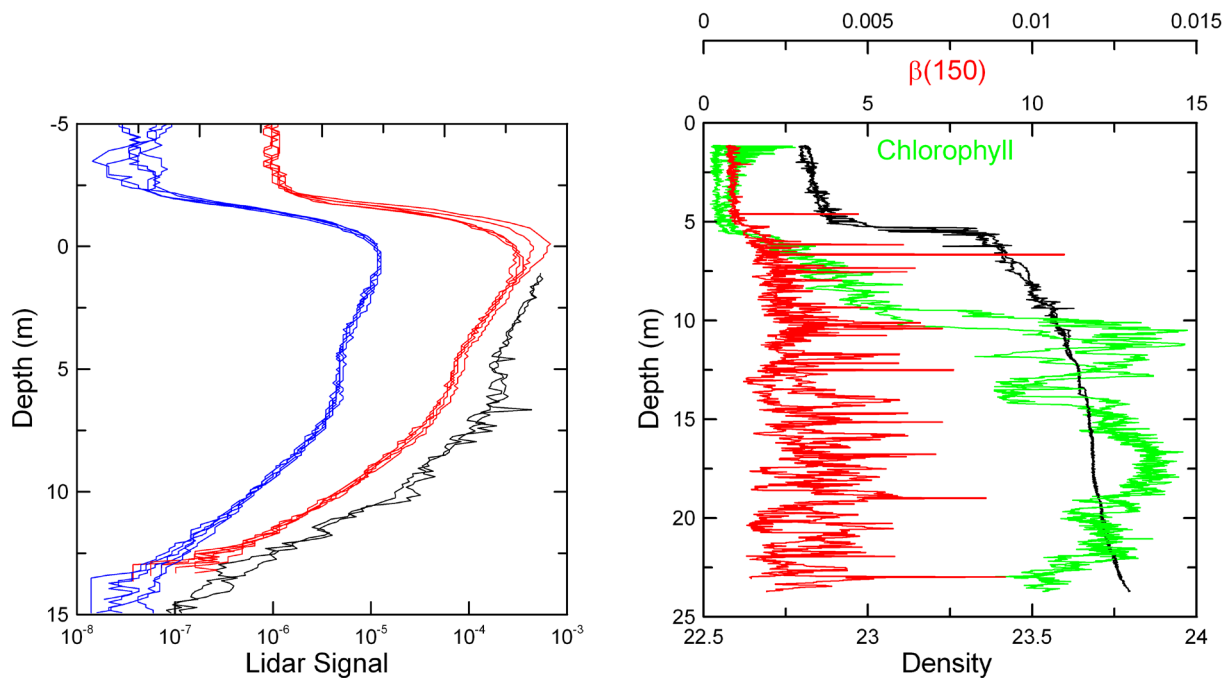 0 0.005 0.01 0.015
β(150)
0 5 10 15
Chlorophyll
-5
0
5
10
15
Depth (m)
10⁻⁸ 10⁻⁷ 10⁻⁶ 10⁻⁵ 10⁻⁴ 10⁻³
Lidar Signal
0
5
10
15
20
25
Depth (m)
22.5 23 23.5 24
Density